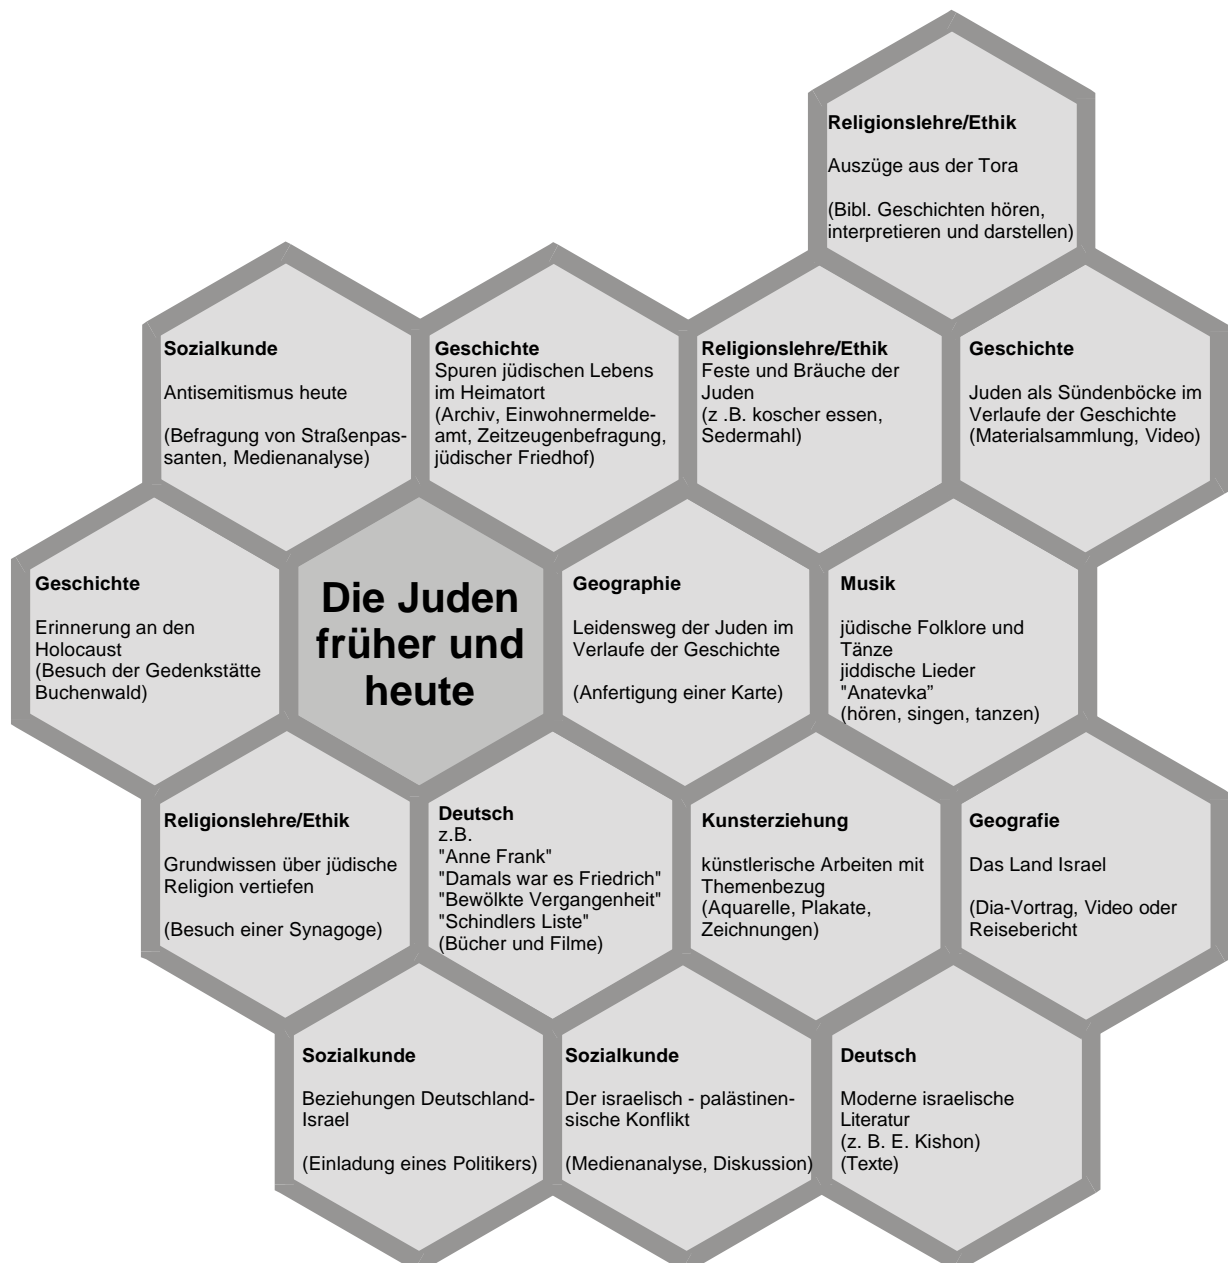 Religionslehre/Ethik
Auszüge aus der Tora
(Bibl. Geschichten hören,
interpretieren und darstellen)
Sozialkunde
Antisemitismus heute
(Befragung von Straßenpas-
santen, Medienanalyse)
Geschichte
Spuren jüdischen Lebens
im Heimatort
(Archiv, Einwohnermelde-
amt, Zeitzeugenbefragung,
jüdischer Friedhof)
Religionslehre/Ethik
Feste und Bräuche der
Juden
(z .B. koscher essen,
Sedermahl)
Geschichte
Juden als Sündenböcke im
Verlaufe der Geschichte
(Materialsammlung, Video)
Geschichte
Erinnerung an den
Holocaust
(Besuch der Gedenkstätte
Buchenwald)
Die Juden
früher und
heute
Geographie
Leidensweg der Juden im
Verlaufe der Geschichte
(Anfertigung einer Karte)
Musik
jüdische Folklore und
Tänze
jiddische Lieder
"Anatevka”
(hören, singen, tanzen)
Religionslehre/Ethik
Grundwissen über jüdische
Religion vertiefen
(Besuch einer Synagoge)
Deutsch
z.B.
"Anne Frank"
"Damals war es Friedrich"
"Bewölkte Vergangenheit"
"Schindlers Liste"
(Bücher und Filme)
Kunsterziehung
künstlerische Arbeiten mit
Themenbezug
(Aquarelle, Plakate,
Zeichnungen)
Geografie
Das Land Israel
(Dia-Vortrag, Video oder
Reisebericht
Sozialkunde
Beziehungen Deutschland-
Israel
(Einladung eines Politikers)
Sozialkunde
Der israelisch - palästinen-
sische Konflikt
(Medienanalyse, Diskussion)
Deutsch
Moderne israelische
Literatur
(z. B. E. Kishon)
(Texte)